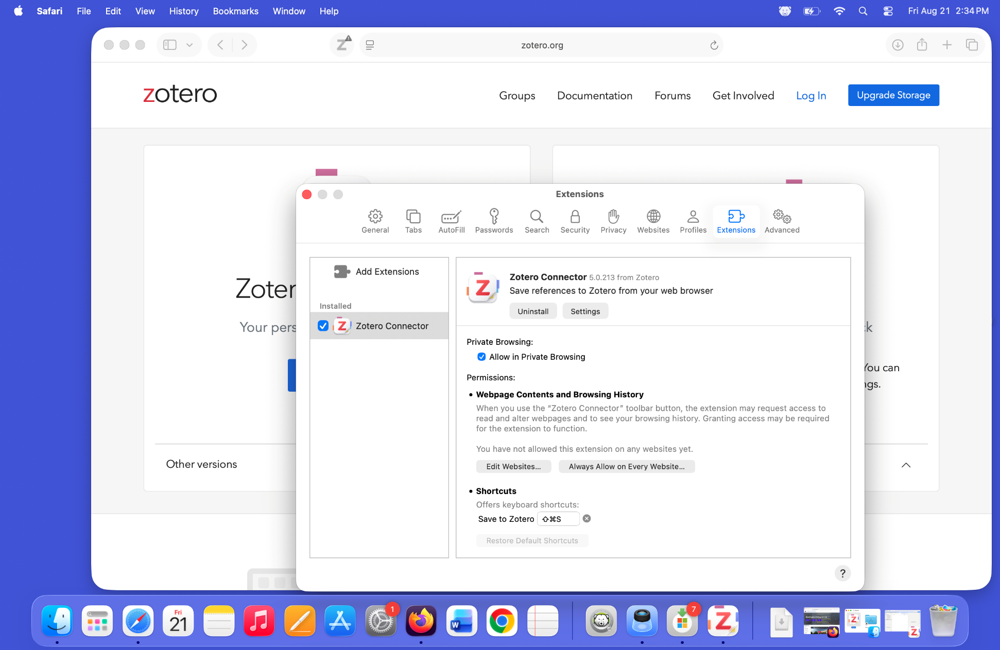 Safari File Edit View History Bookmarks Window Help Fri Aug 21 2:34 PM
zotero.org
zotero Groups Documentation Forums Get Involved Log In Upgrade Storage
Extensions
General Tabs AutoFill Passwords Search Security Privacy Websites Profiles Extensions Advanced
Add Extensions
Installed
Zotero Connector
Zotero Connector 5.0.213 from Zotero
Save references to Zotero from your web browser
Uninstall Settings
Private Browsing:
Allow in Private Browsing
Permissions:
• Webpage Contents and Browsing History
When you use the “Zotero Connector” toolbar button, the extension may request access to
read and alter webpages and to see your browsing history. Granting access may be required
for the extension to function.
You have not allowed this extension on any websites yet.
Edit Websites... Always Allow on Every Website...
• Shortcuts
Offers keyboard shortcuts:
Save to Zotero ⇧⌘S
Restore Default Shortcuts
?
Zoter
Your pers
ck
You can
ngs.
Other versions
Fri
21
1
W
7
Z